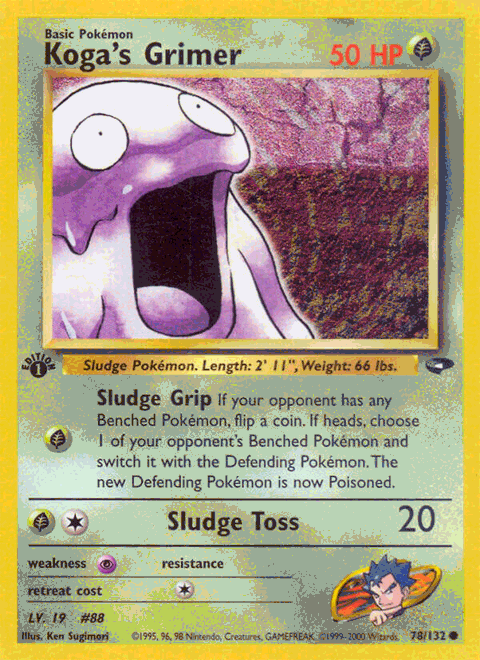 Basic Pokémon
Koga's Grimer 50 HP
Sludge Pokémon. Length: 2' 11", Weight: 66 lbs.
EDITION
1
Sludge Grip If your opponent has any
Benched Pokémon, flip a coin. If heads, choose
1 of your opponent's Benched Pokémon and
switch it with the Defending Pokémon. The
new Defending Pokémon is now Poisoned.
Sludge Toss 20
weakness resistance
retreat cost
LV. 19 #88
Illus. Ken Sugimori ©1995, 96, 98 Nintendo, Creatures, GAMEFREAK. ©1999-2000 Wizards. 78/132